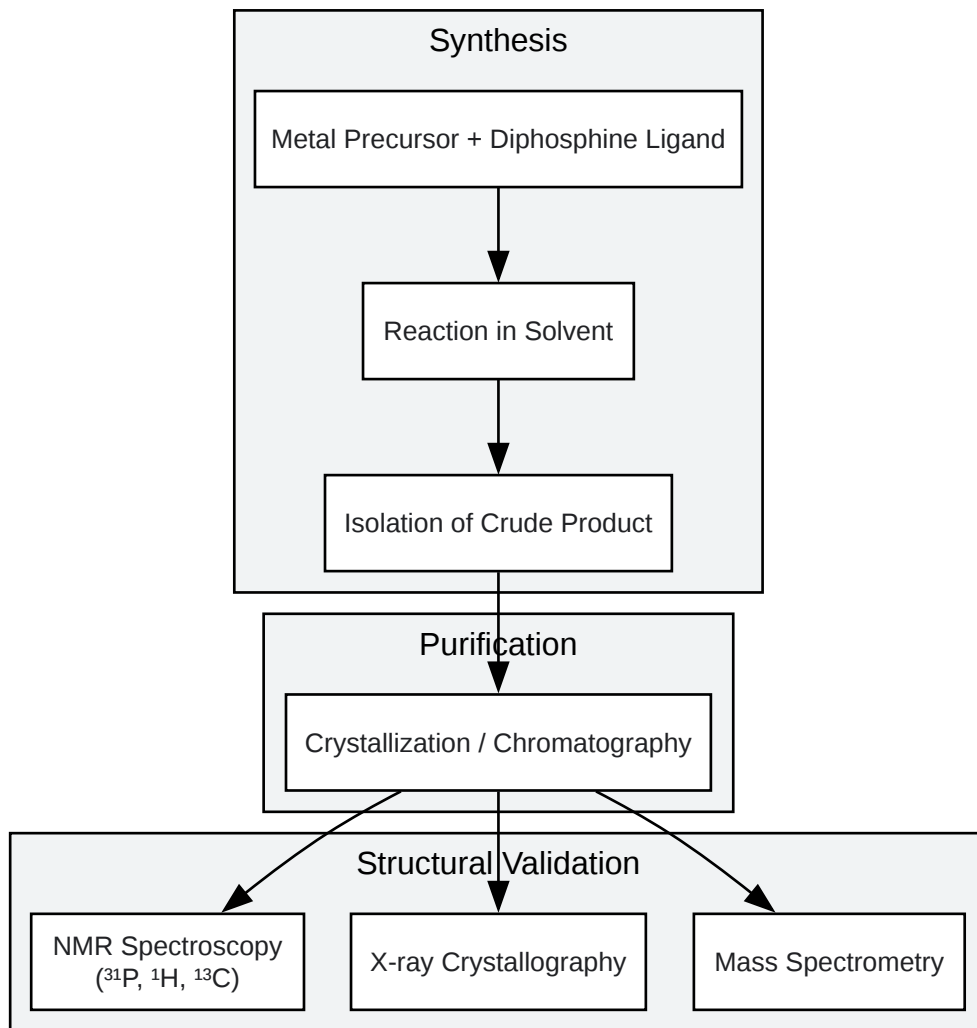 Synthesis
Metal Precursor + Diphosphine Ligand
Reaction in Solvent
Isolation of Crude Product
Purification
Crystallization / Chromatography
Structural Validation
NMR Spectroscopy
(³¹P, ¹H, ¹³C)
X-ray Crystallography
Mass Spectrometry